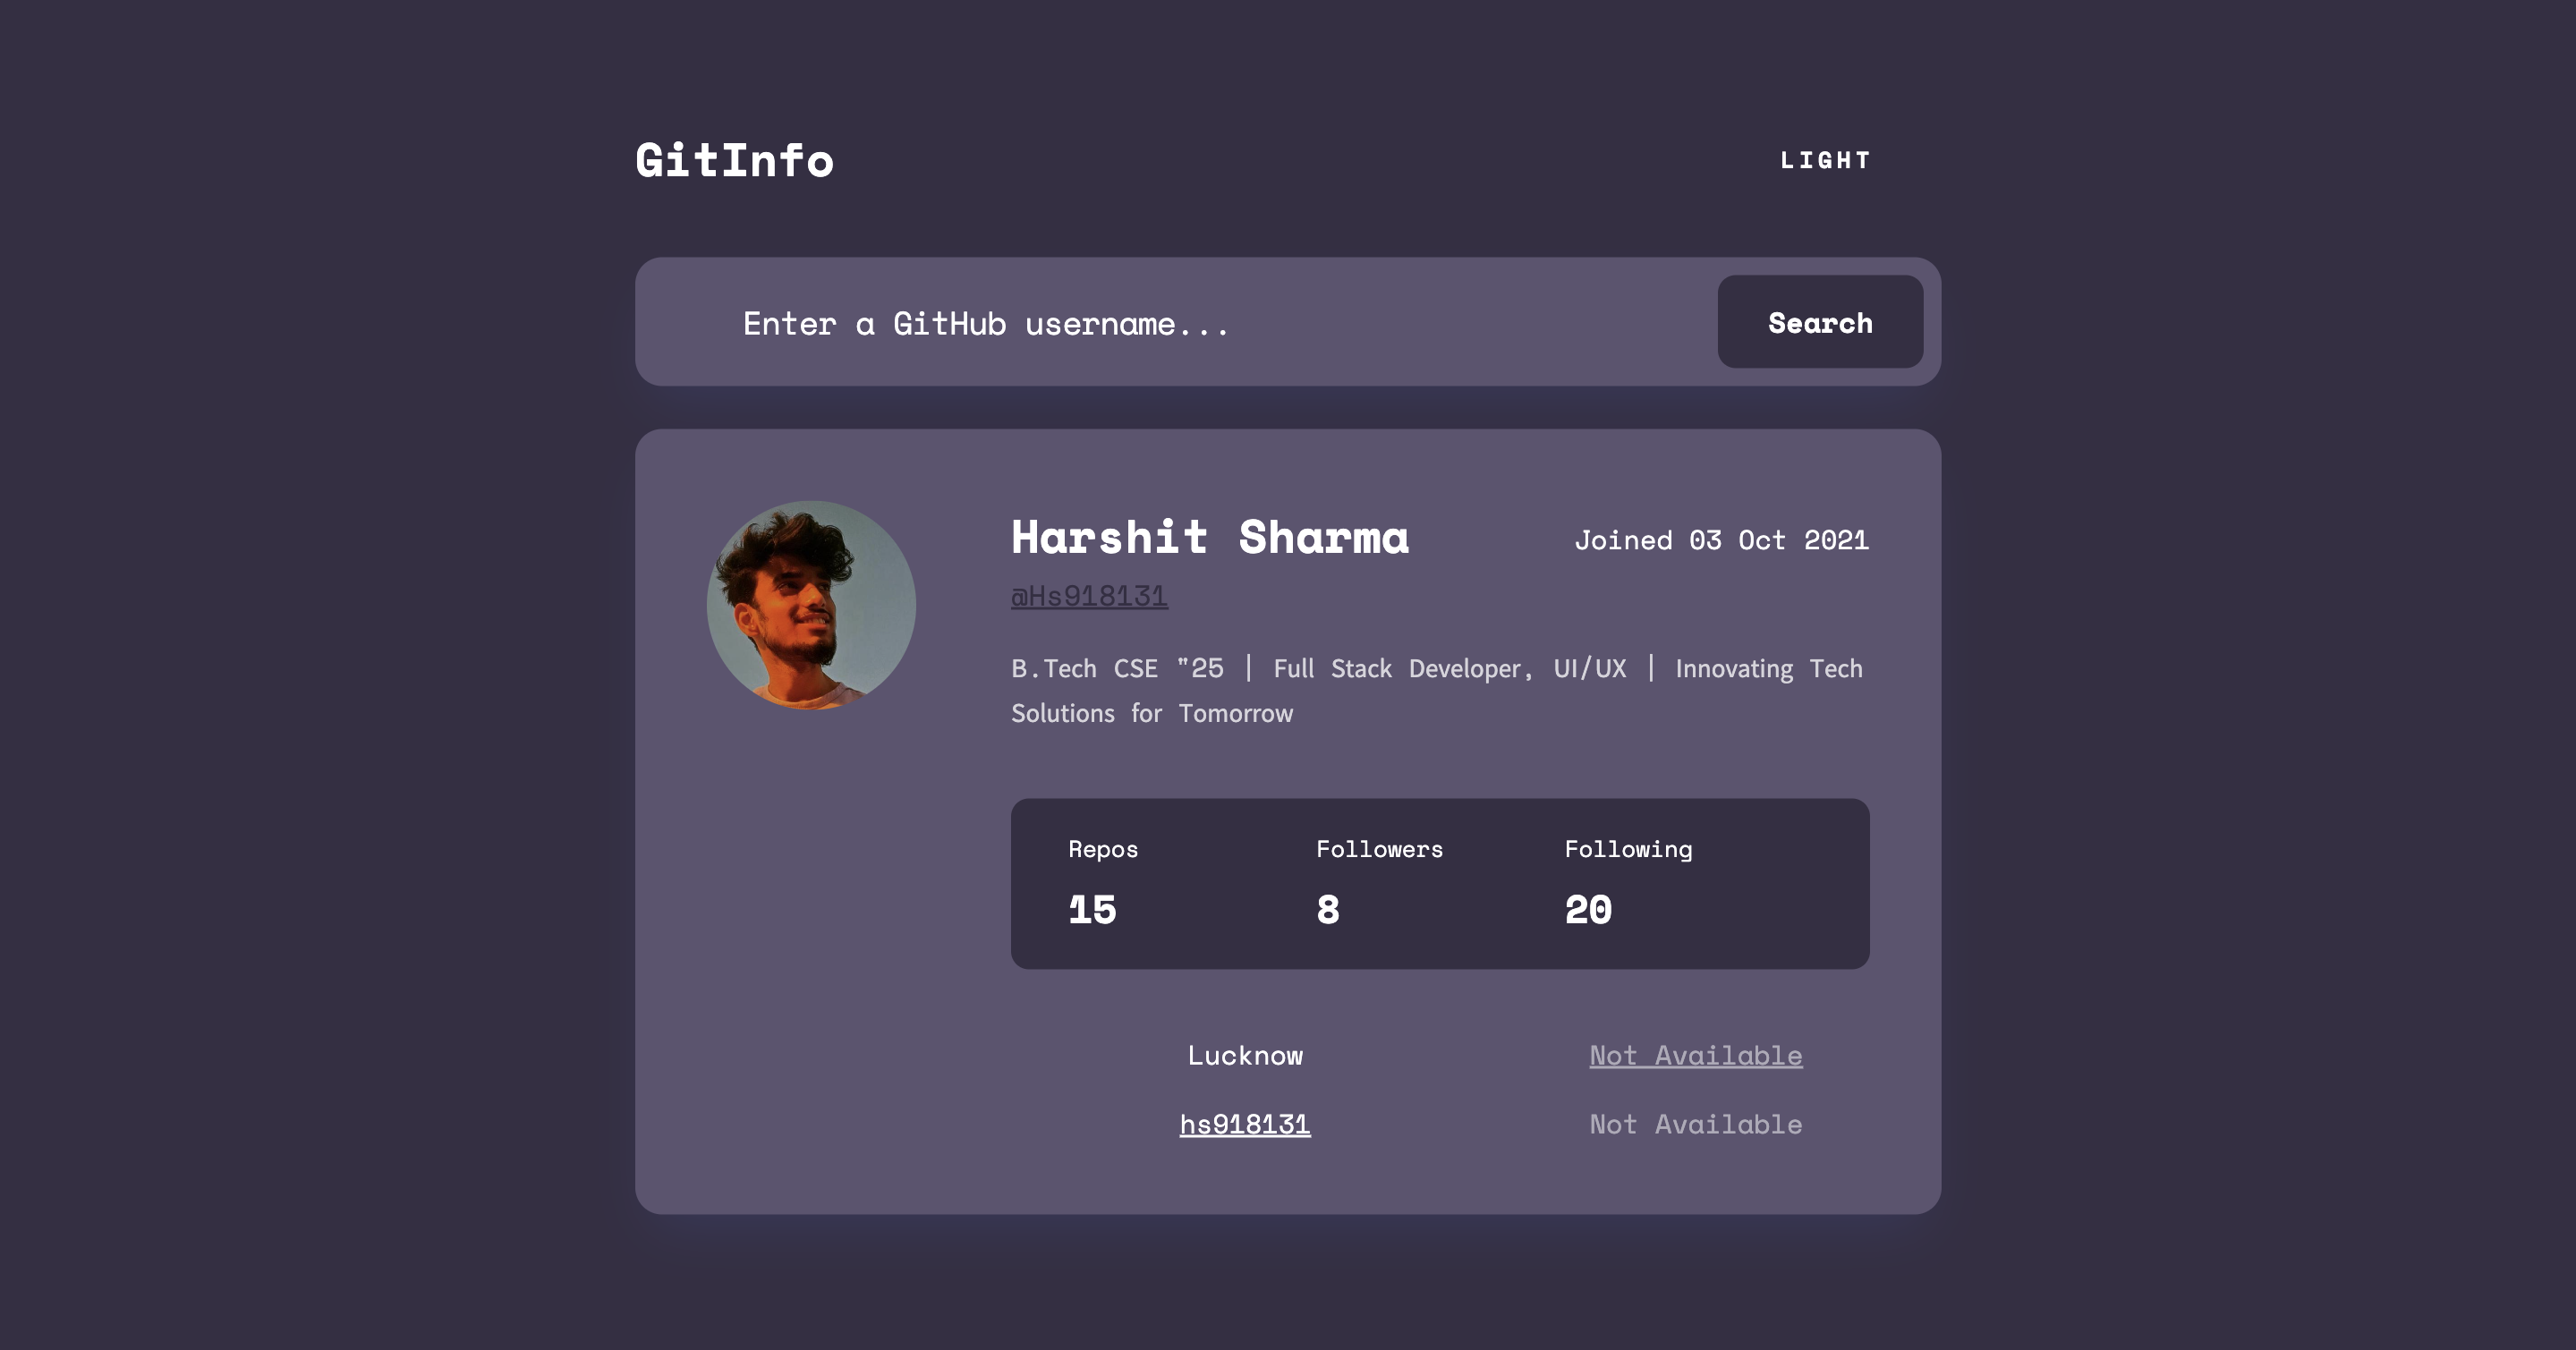 GitInfo
LIGHT
Enter a GitHub username...
Search
Harshit Sharma
Joined 03 Oct 2021
@Hs918131
B.Tech CSE "25 | Full Stack Developer, UI/UX | Innovating Tech
Solutions for Tomorrow
Repos
Followers
Following
15
8
20
Lucknow
Not Available
hs918131
Not Available